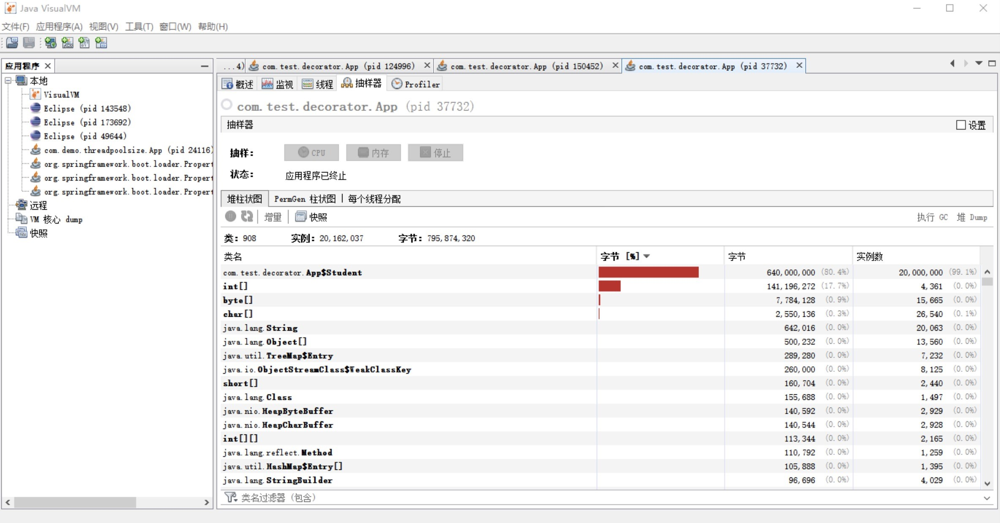 Java VisualVM
文件(F) 应用程序(A) 视图(V) 工具(T) 窗口(W) 帮助(H)
应用程序
本地
VisualVM
Eclipse (pid 143548)
Eclipse (pid 173692)
Eclipse (pid 49644)
com.demo.threadpoolsize.App (pid 24116)
org.springframework.boot.loader.Propert
org.springframework.boot.loader.Propert
org.springframework.boot.loader.Propert
远程
VM 核心 dump
快照
...4) com.test.decorator.App (pid 124996) com.test.decorator.App (pid 150452) com.test.decorator.App (pid 37732)
概述 监视 线程 抽样器 Profiler
com.test.decorator.App (pid 37732)
抽样器 设置
抽样: CPU 内存 停止
状态: 应用程序已终止
堆柱状图 PermGen 柱状图 每个线程分配
增量 快照 执行 GC 堆 Dump
类: 908 实例: 20,162,037 字节: 795,874,320
类名 字节 [%] 字节 实例数
com.test.decorator.App$Student 640,000,000 (80.4%) 20,000,000 (99.1%)
int[] 141,196,272 (17.7%) 4,361 (0.0%)
byte[] 7,784,128 (0.9%) 15,665 (0.0%)
char[] 2,550,136 (0.3%) 26,540 (0.1%)
java.lang.String 642,016 (0.0%) 20,063 (0.0%)
java.lang.Object[] 500,232 (0.0%) 13,560 (0.0%)
java.util.TreeMap$Entry 289,280 (0.0%) 7,232 (0.0%)
java.io.ObjectStreamClass$WeakClassKey 260,000 (0.0%) 8,125 (0.0%)
short[] 160,704 (0.0%) 2,440 (0.0%)
java.lang.Class 155,688 (0.0%) 1,497 (0.0%)
java.nio.HeapByteBuffer 140,592 (0.0%) 2,929 (0.0%)
java.nio.HeapCharBuffer 140,544 (0.0%) 2,928 (0.0%)
int[][] 113,344 (0.0%) 2,165 (0.0%)
java.lang.reflect.Method 110,792 (0.0%) 1,259 (0.0%)
java.util.HashMap$Entry[] 105,888 (0.0%) 1,395 (0.0%)
java.lang.StringBuilder 96,696 (0.0%) 4,029 (0.0%)
类名过滤器 (包含)